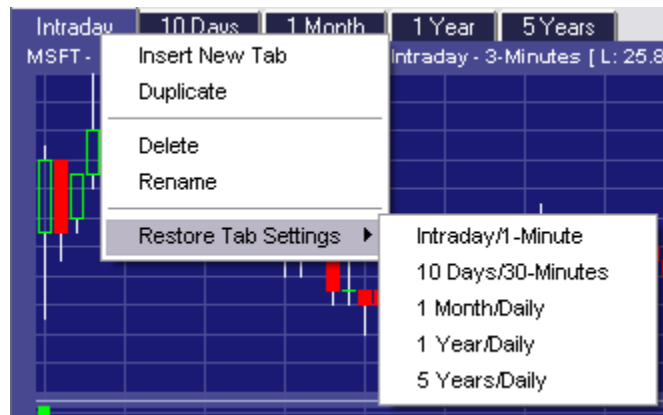 Intraday 10 Days 1 Month 1 Year 5 Years
MSFT - Intraday - 3-Minutes [ L: 25.8
Insert New Tab
Duplicate
Delete
Rename
Restore Tab Settings
Intraday/1-Minute
10 Days/30-Minutes
1 Month/Daily
1 Year/Daily
5 Years/Daily